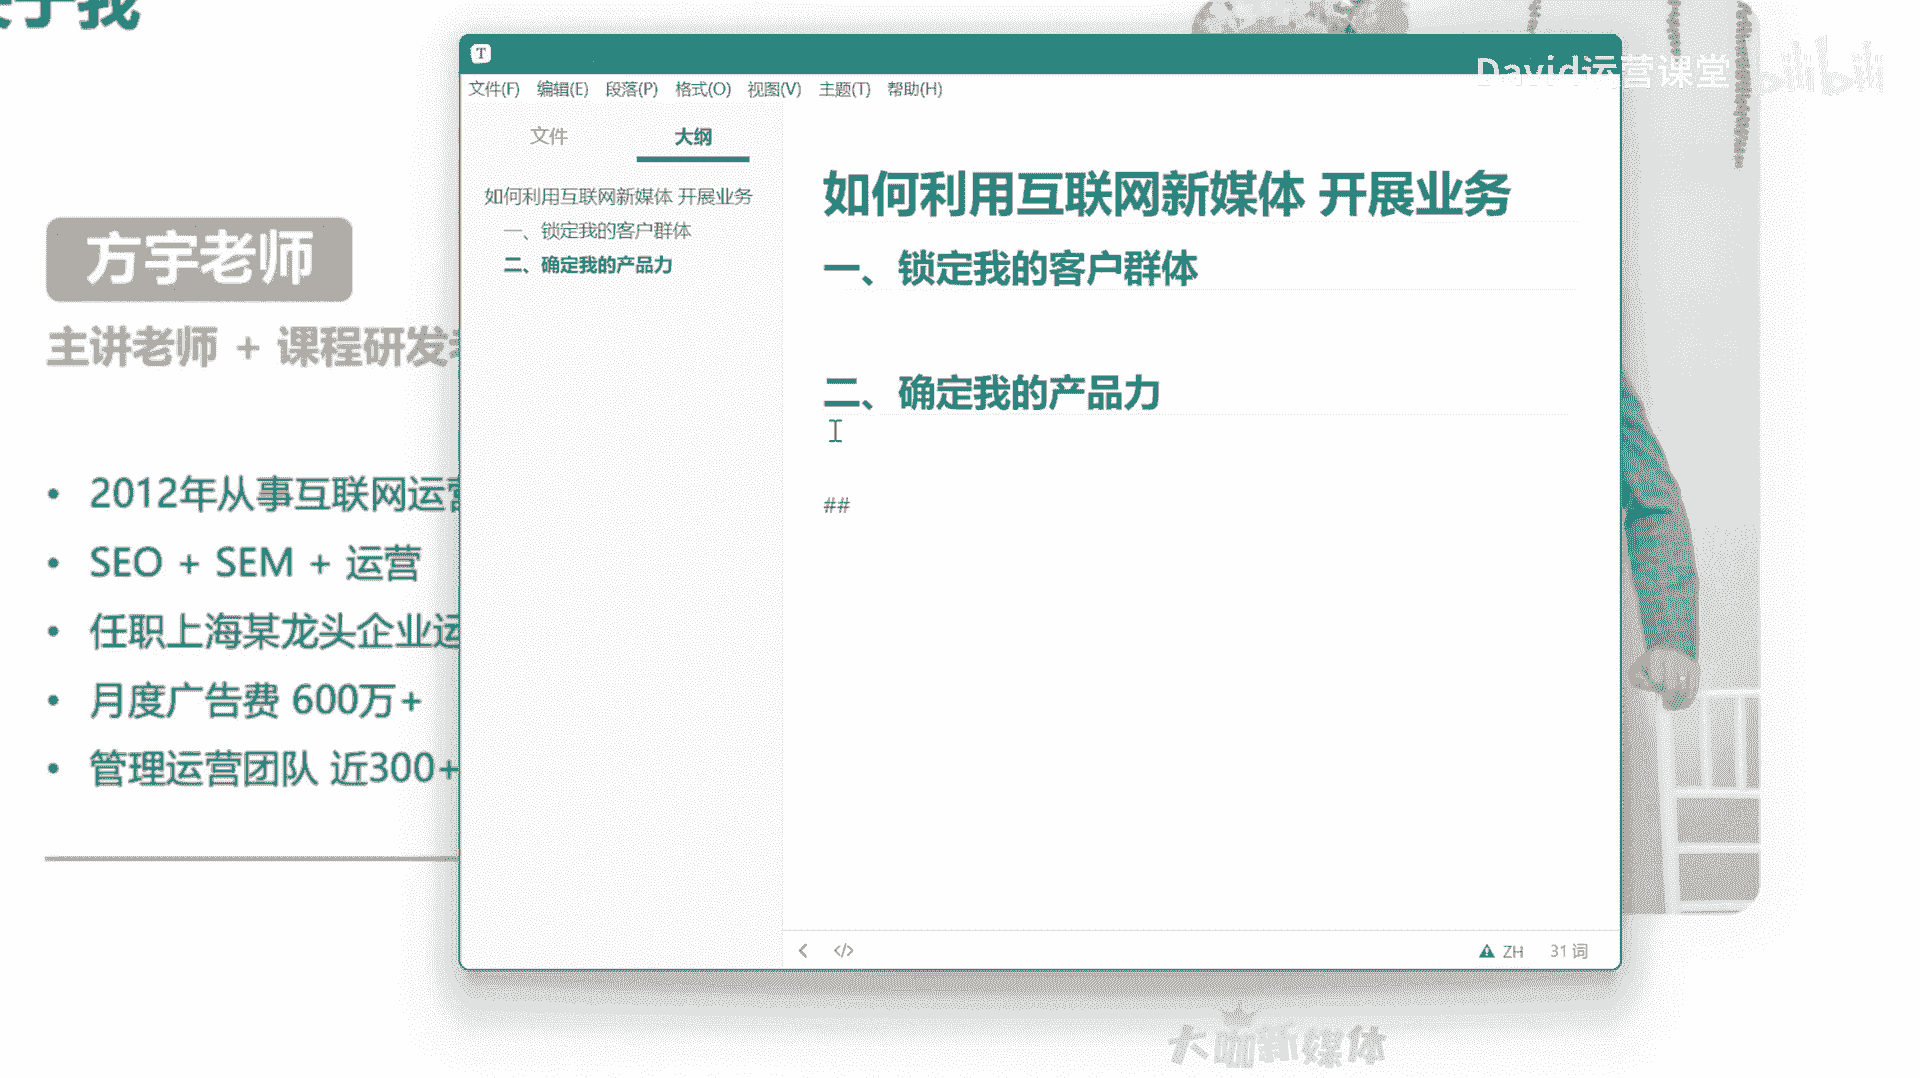 关于我
方宇老师
主讲老师 + 课程研发
2012年从事互联网运营
SEO + SEM + 运营
任职上海某龙头企业运
月度广告费 600万+
管理运营团队 近300+
T
文件(F) 编辑(E) 段落(P) 格式(O) 视图(V) 主题(T) 帮助(H)
文件 大纲
如何利用互联网新媒体 开展业务
一、锁定我的客户群体
二、确定我的产品力
如何利用互联网新媒体 开展业务
一、锁定我的客户群体
二、确定我的产品力
##
</> ZH 31 词
David运营课堂 bilibili
大咖新媒体